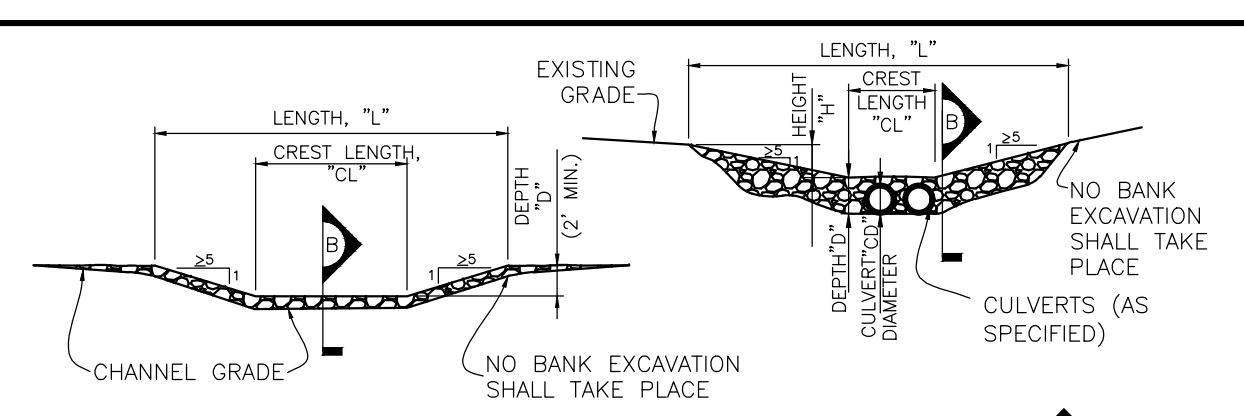 LENGTH, "L"
CREST LENGTH,
"CL"
DEPTH
"D"
(2' MIN.)
B
≥5
1
1
≥5
CHANNEL GRADE
NO BANK EXCAVATION
SHALL TAKE PLACE
LENGTH, "L"
EXISTING
GRADE
HEIGHT
"H"
CREST
LENGTH
"CL"
B
≥5
1
1
≥5
NO BANK
EXCAVATION
SHALL TAKE
PLACE
DEPTH"D"
CULVERT"CD"
DIAMETER
CULVERTS (AS
SPECIFIED)